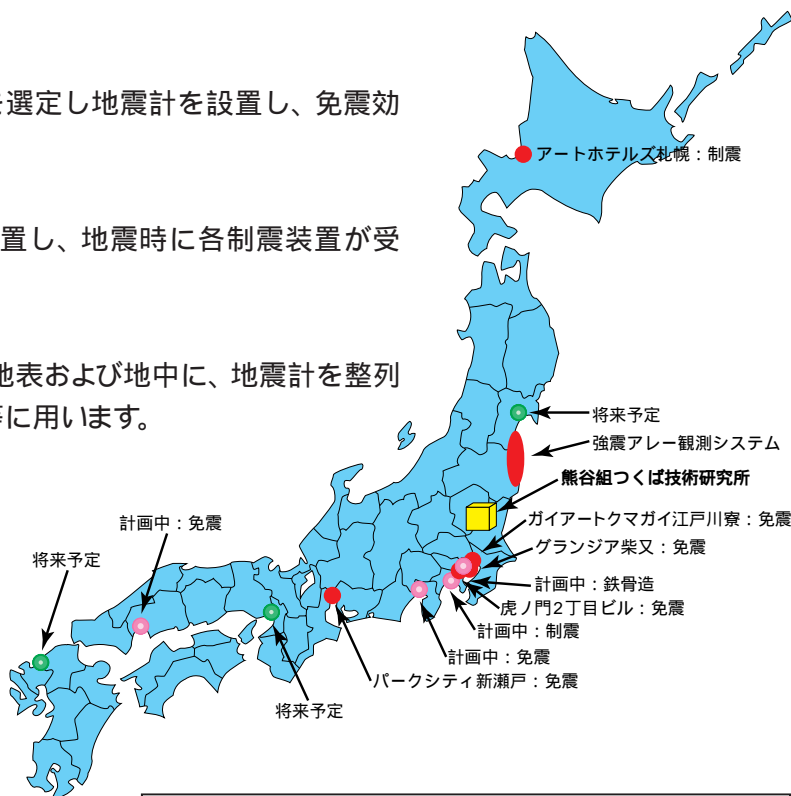 を選定し地震計を設置し、免震効
置し、地震時に各制震装置が受
地表および地中に、地震計を整列
等に用います。
アートホテルズ札幌：制震
将来予定
強震アレー観測システム
熊谷組つくば技術研究所
ガイアートクマガイ江戸川寮：免震
グランジア柴又：免震
計画中：鉄骨造
虎ノ門2丁目ビル：免震
計画中：制震
計画中：免震
パークシティ新瀬戸：免震
将来予定
計画中：免震
将来予定